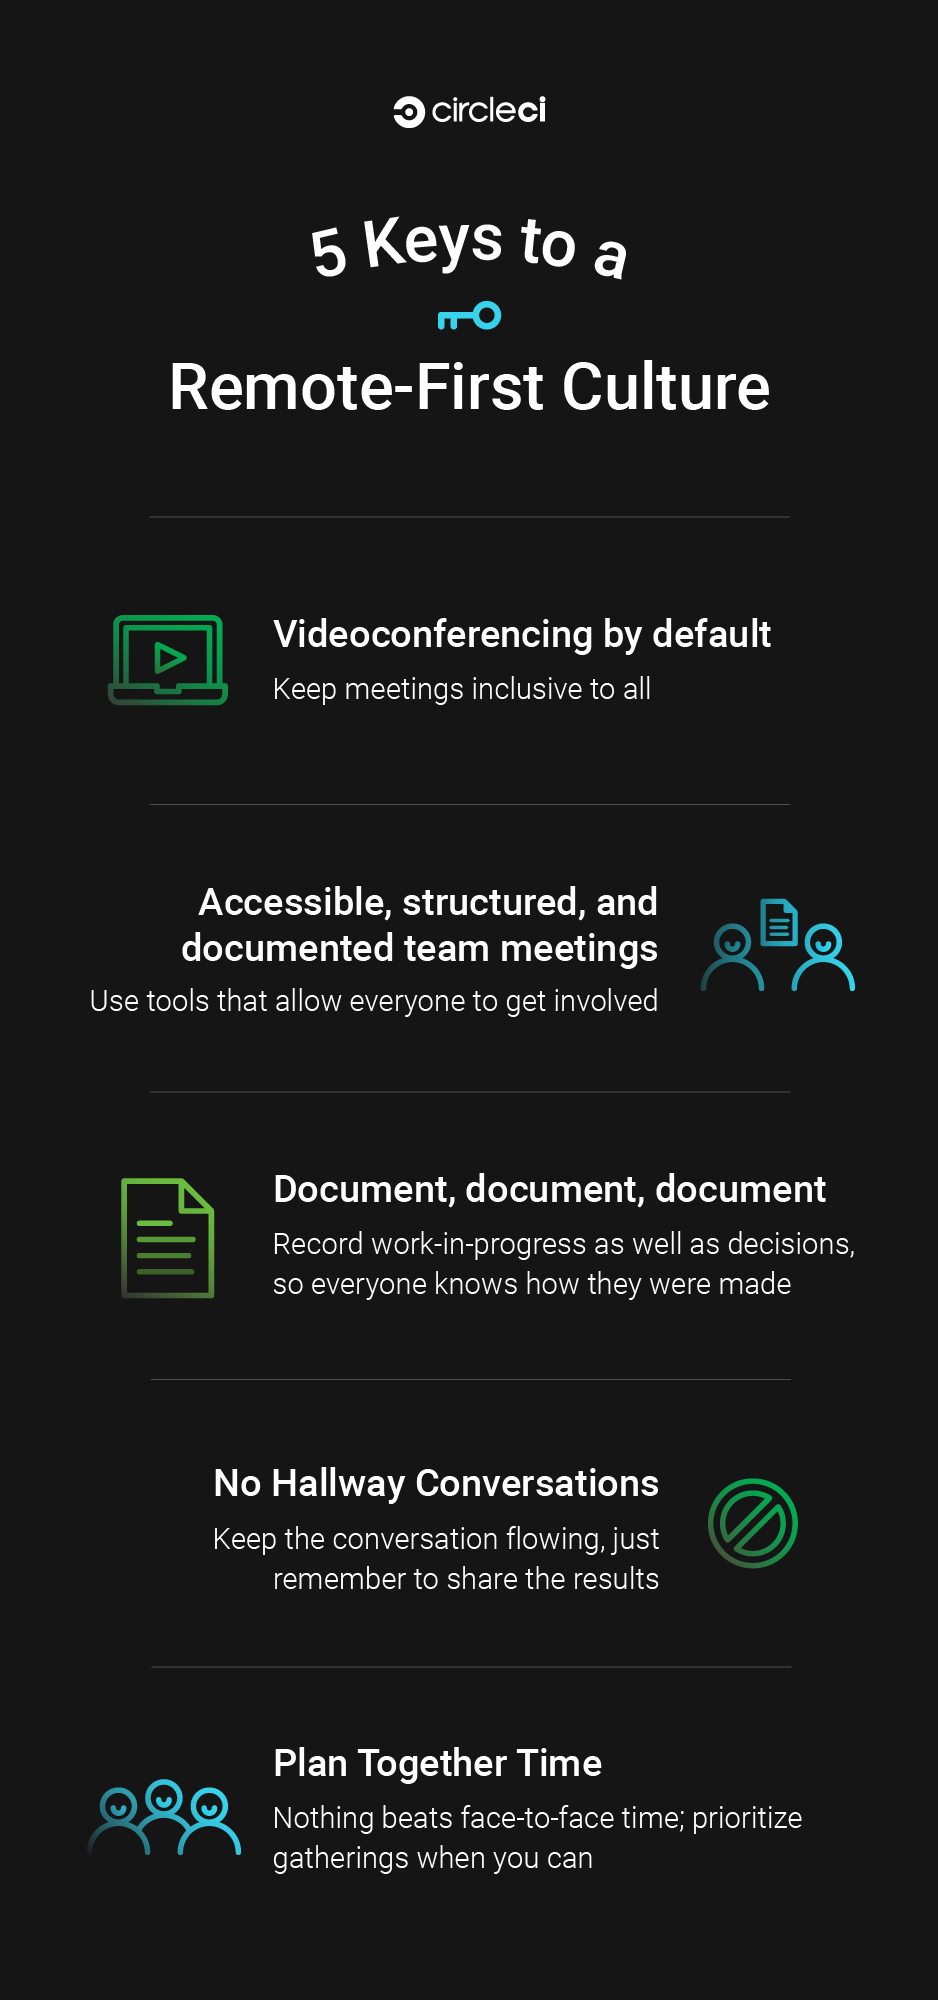 circleci
5 Keys to a
Remote-First Culture
Videoconferencing by default
Keep meetings inclusive to all
Accessible, structured, and
documented team meetings
Use tools that allow everyone to get involved
Document, document, document
Record work-in-progress as well as decisions,
so everyone knows how they were made
No Hallway Conversations
Keep the conversation flowing, just
remember to share the results
Plan Together Time
Nothing beats face-to-face time; prioritize
gatherings when you can